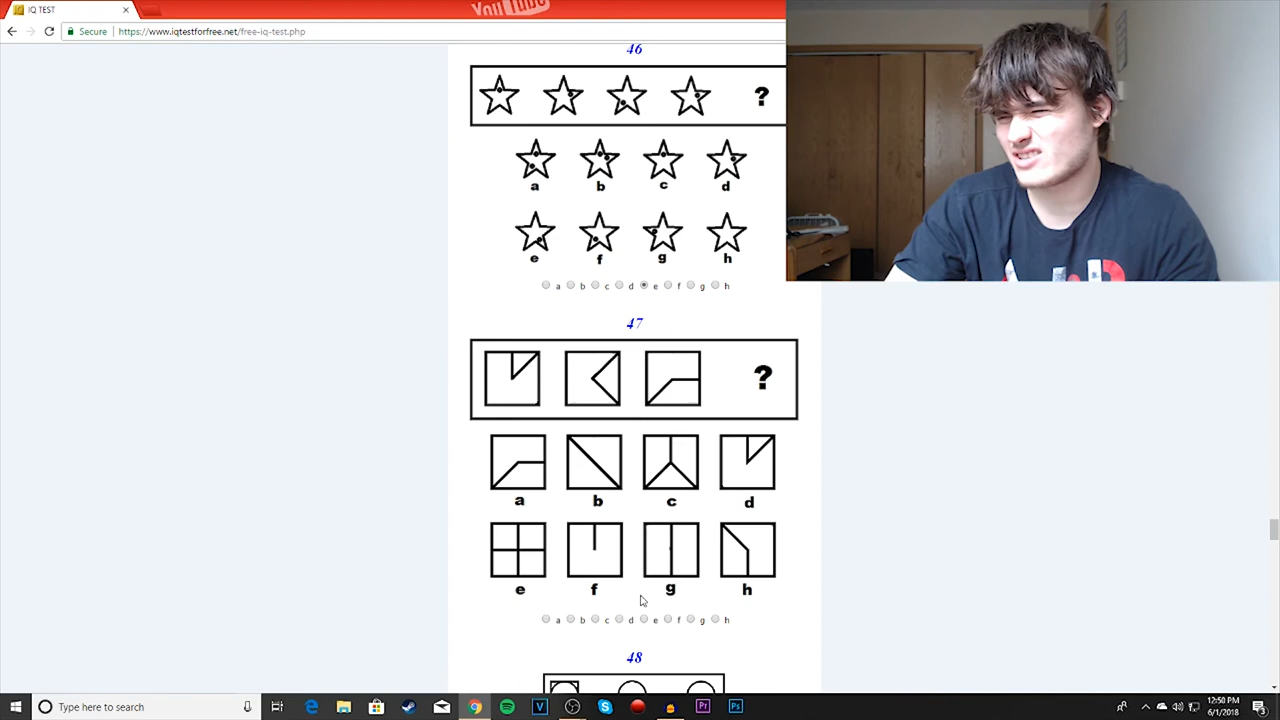 IQ TEST
YouTube
Secure https://www.iqtestforfree.net/free-iq-test.php
46
?
a b c d
e f g h
a b c d e f g h
47
?
a b c d
e f g h
a b c d e f g h
48
Type here to search
12:50 PM
6/1/2018